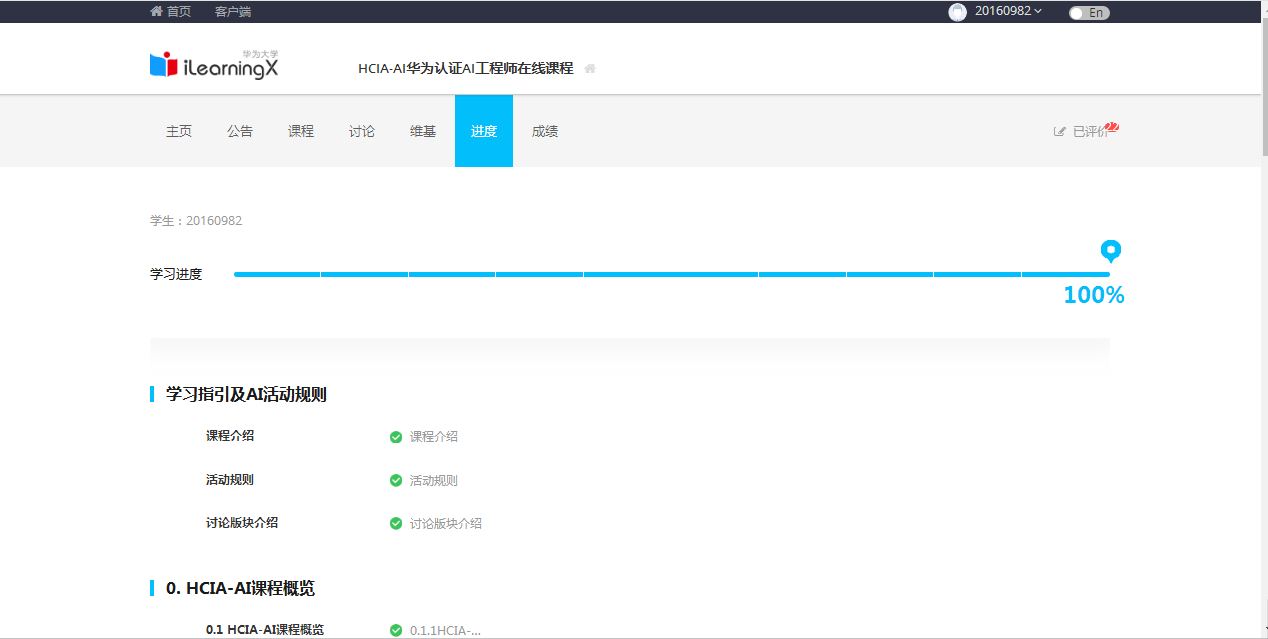 首页 客户端 20160982 En
华为大学
iLearningX HCIA-AI华为认证AI工程师在线课程
主页 公告 课程 讨论 维基 进度 成绩 已评价 22
学生：20160982
学习进度
100%
学习指引及AI活动规则
课程介绍 课程介绍
活动规则 活动规则
讨论版块介绍 讨论版块介绍
0. HCIA-AI课程概览
0.1 HCIA-AI课程概览 0.1.1HCIA-...